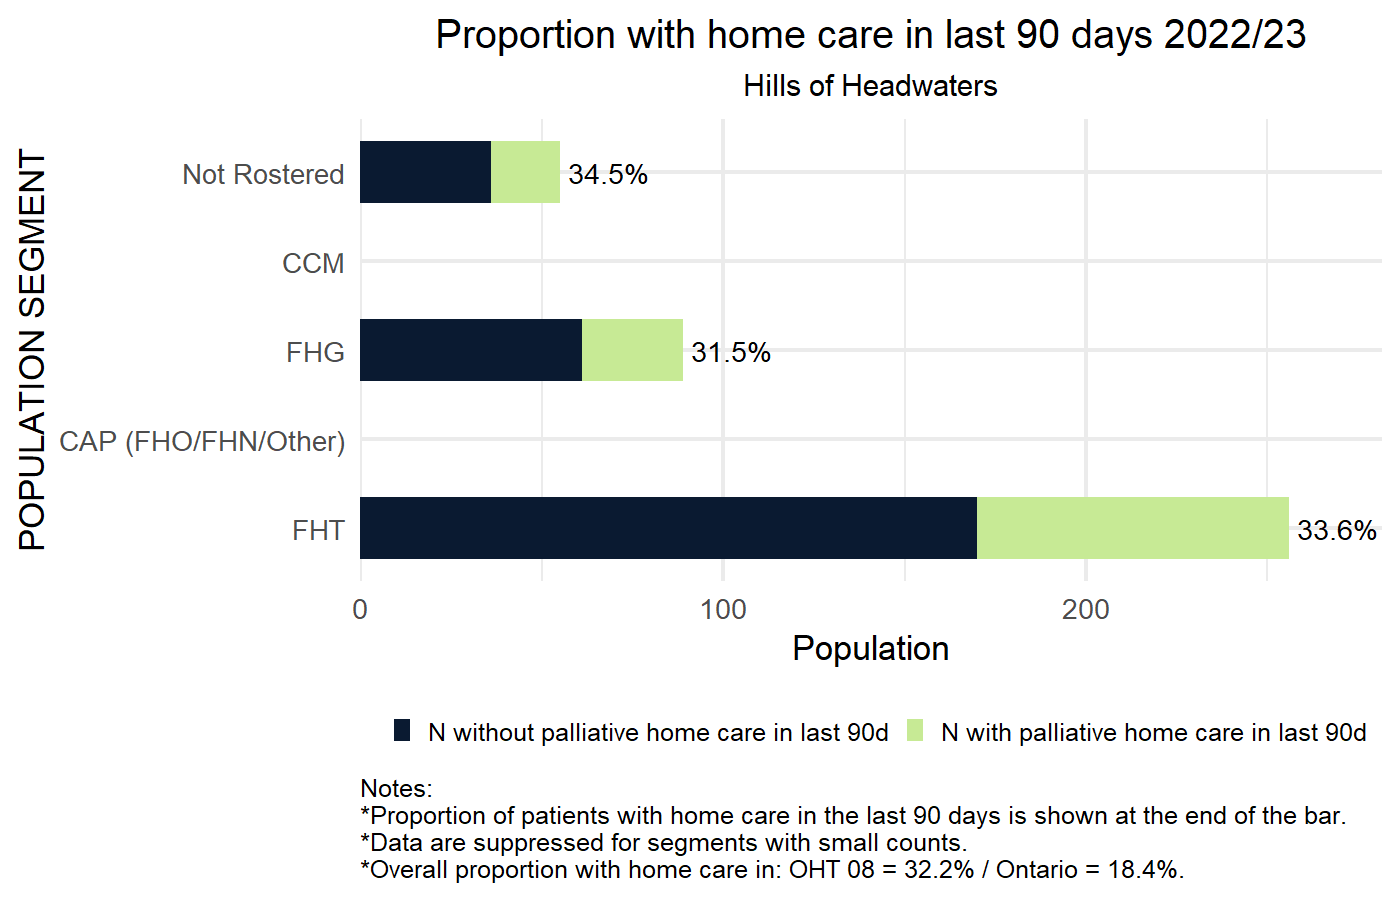 Proportion with home care in last 90 days 2022/23
Hills of Headwaters
POPULATION SEGMENT
Not Rostered
34.5%
CCM
FHG
31.5%
CAP (FHO/FHN/Other)
FHT
33.6%
0
100
200
Population
N without palliative home care in last 90d
N with palliative home care in last 90d
Notes:
*Proportion of patients with home care in the last 90 days is shown at the end of the bar.
*Data are suppressed for segments with small counts.
*Overall proportion with home care in: OHT 08 = 32.2% / Ontario = 18.4%.